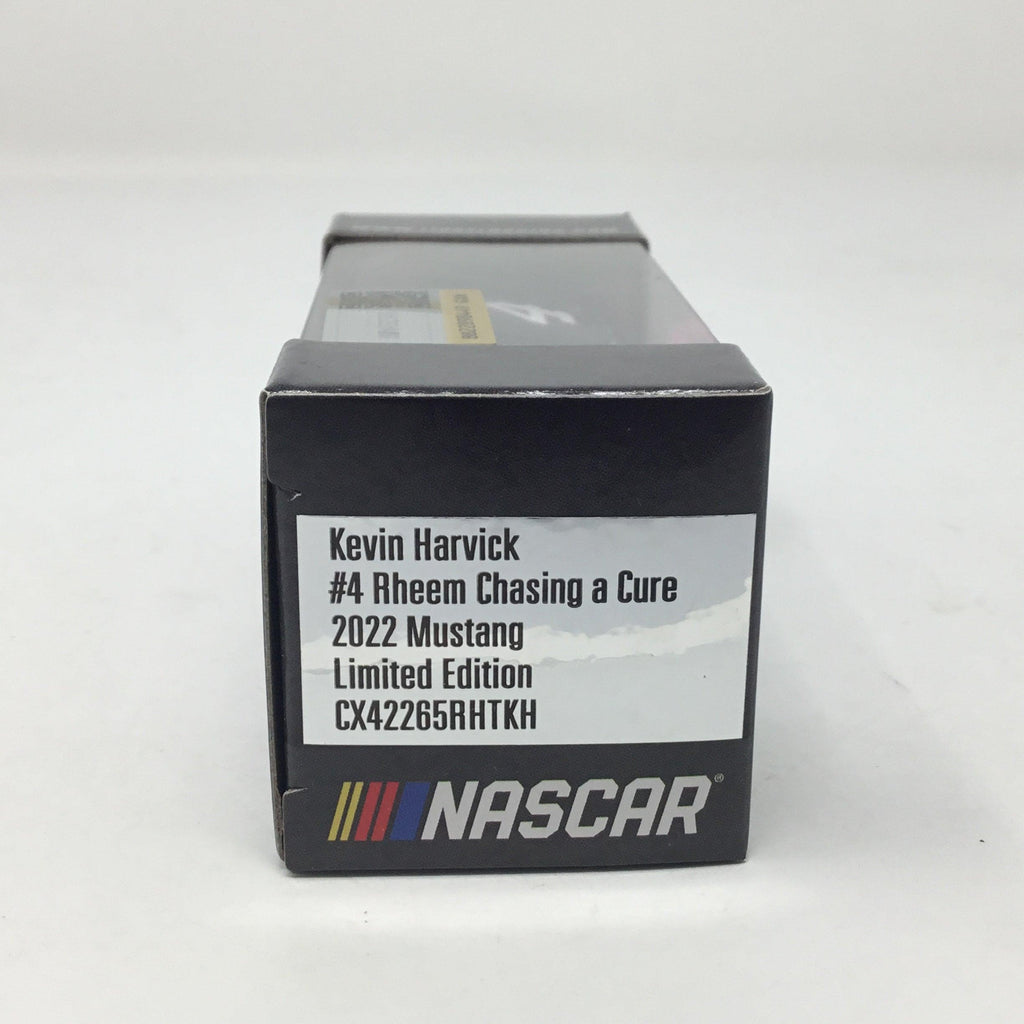 Kevin Harvick
#4 Rheem Chasing a Cure
2022 Mustang
Limited Edition
CX42265RHTKH
NASCAR®